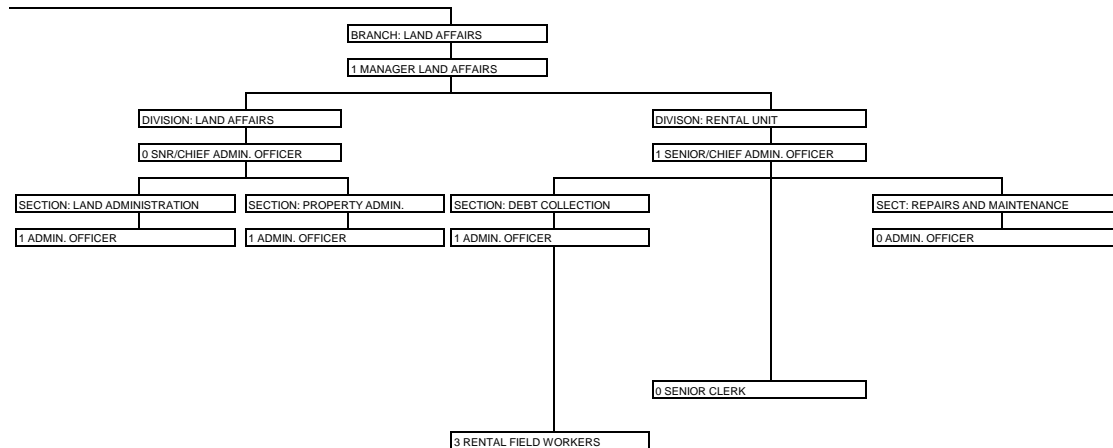 BRANCH: LAND AFFAIRS
1 MANAGER LAND AFFAIRS
DIVISION: LAND AFFAIRS
DIVISON: RENTAL UNIT
0 SNR/CHIEF ADMIN. OFFICER
1 SENIOR/CHIEF ADMIN. OFFICER
SECTION: LAND ADMINISTRATION
SECTION: PROPERTY ADMIN.
SECTION: DEBT COLLECTION
SECT: REPAIRS AND MAINTENANCE
1 ADMIN. OFFICER
1 ADMIN. OFFICER
1 ADMIN. OFFICER
0 ADMIN. OFFICER
0 SENIOR CLERK
3 RENTAL FIELD WORKERS